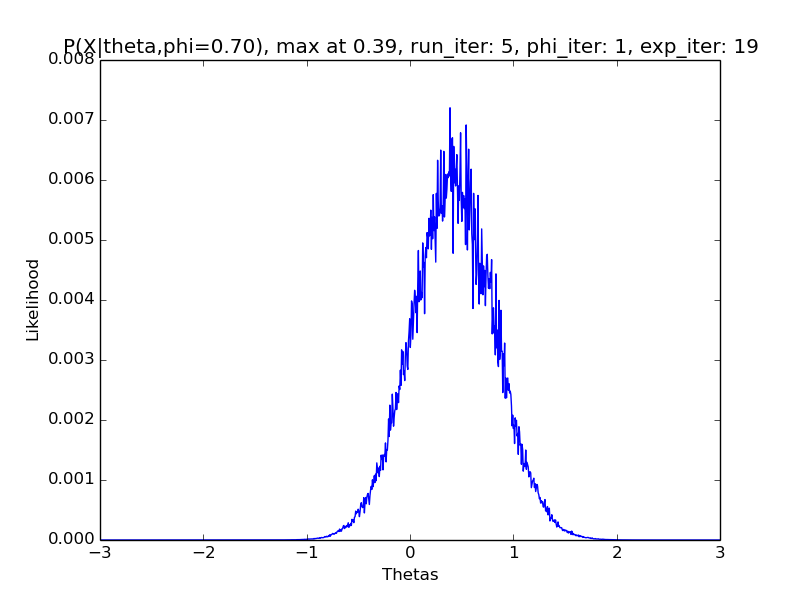 P(X|theta,phi=0.70), max at 0.39, run_iter: 5, phi_iter: 1, exp_iter: 19
0.008
0.007
0.006
0.005
0.004
0.003
0.002
0.001
0.000
Likelihood
−3 −2 −1 0 1 2 3
Thetas